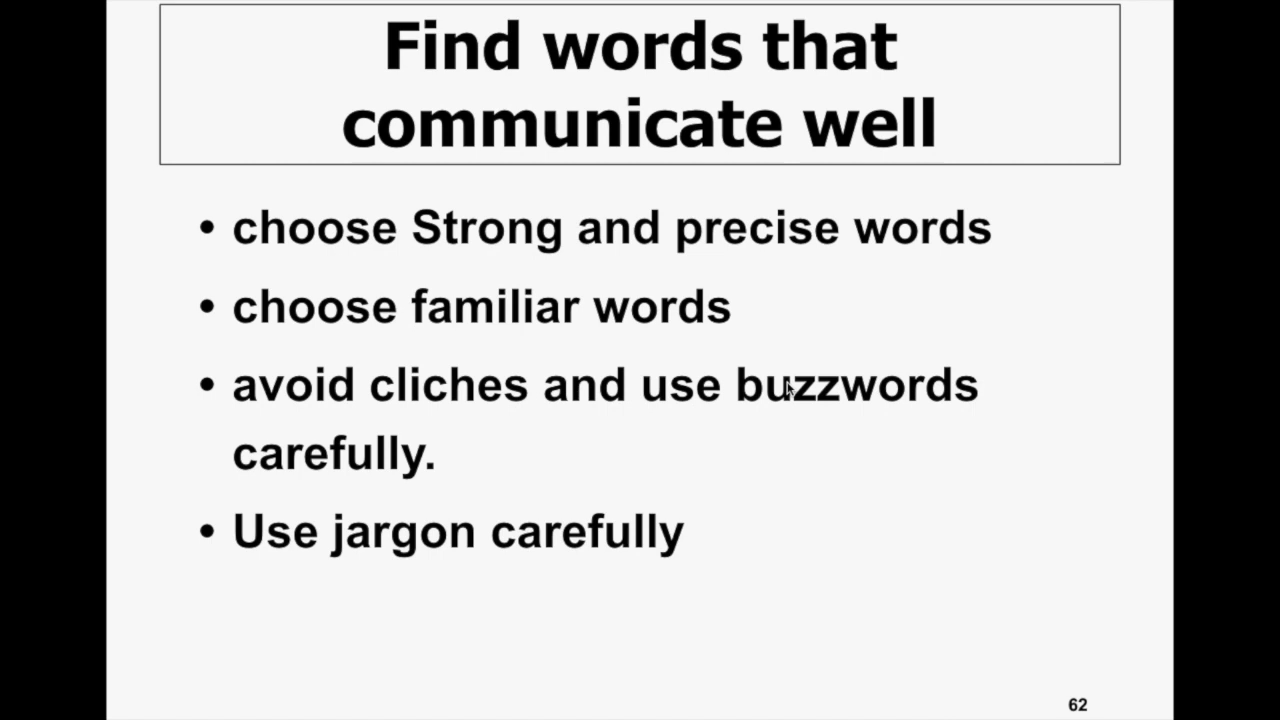 Find words that
communicate well
• choose Strong and precise words
• choose familiar words
• avoid cliches and use buzzwords
carefully.
• Use jargon carefully
62